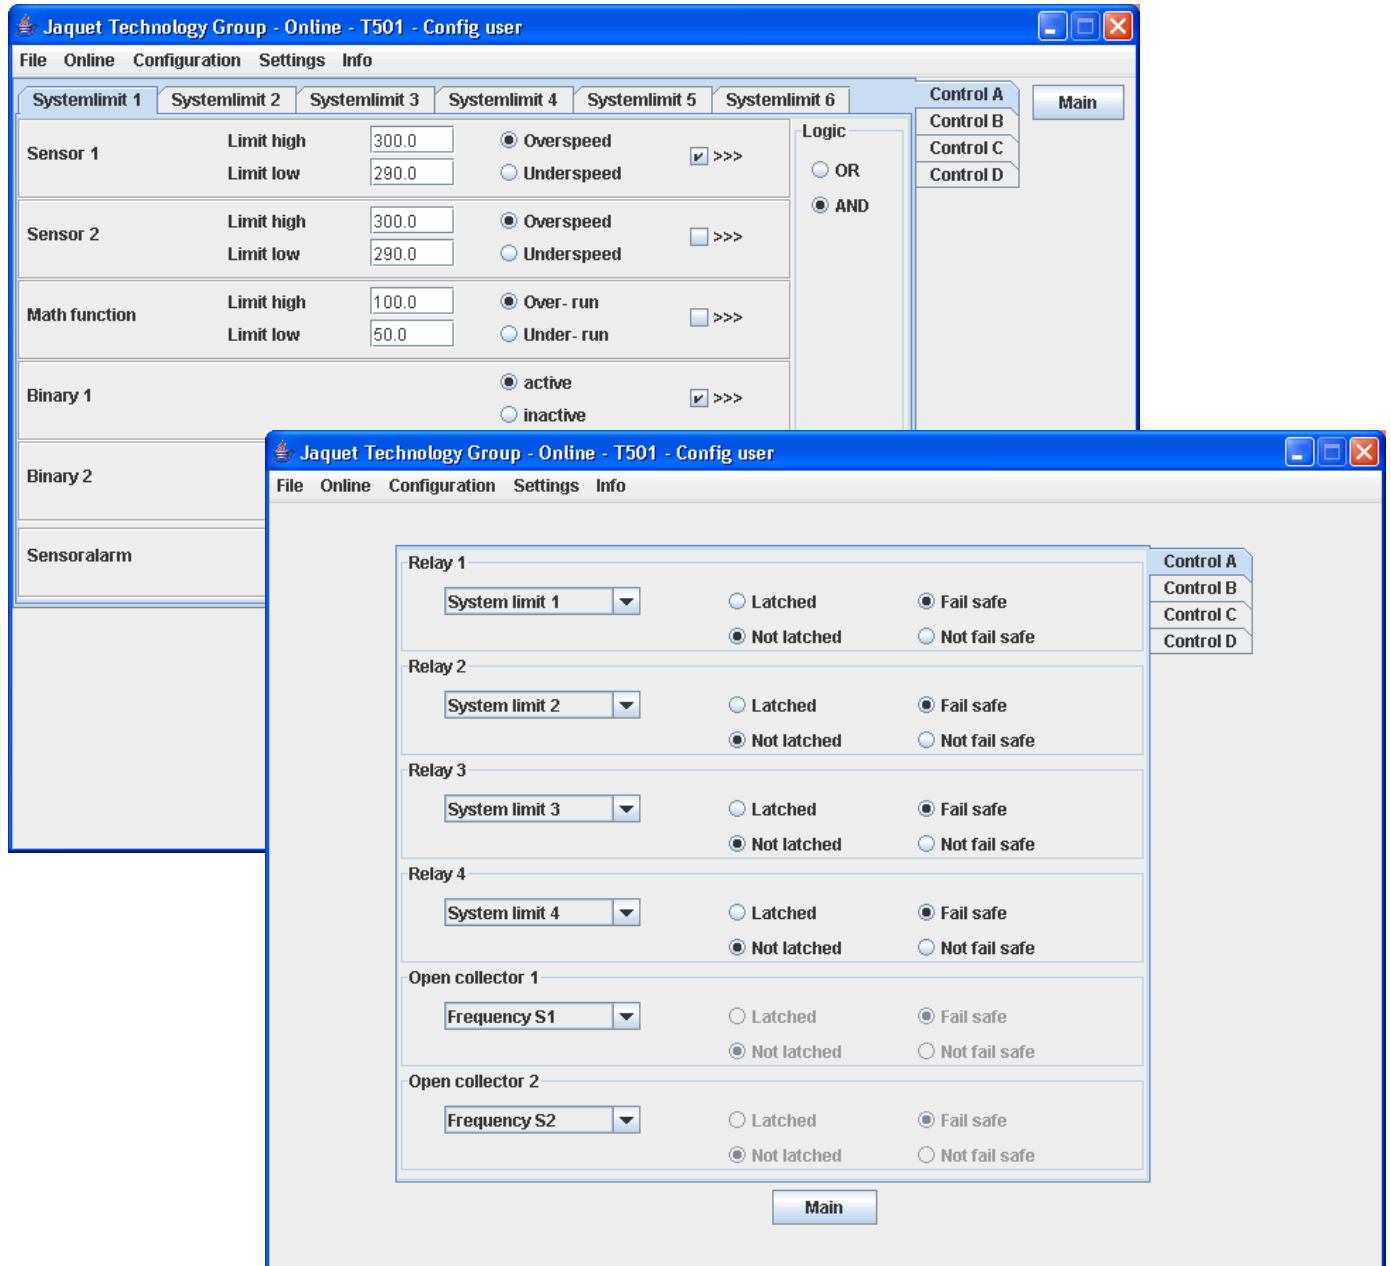 Jaquet Technology Group - Online - T501 - Config user
File Online Configuration Settings Info
Systemlimit 1 Systemlimit 2 Systemlimit 3 Systemlimit 4 Systemlimit 5 Systemlimit 6
Control A
Control B
Control C
Control D
Main
Sensor 1
Limit high 300.0
Limit low 290.0
Overspeed
Underspeed
>>>
Logic
OR
AND
Sensor 2
Limit high 300.0
Limit low 290.0
Overspeed
Underspeed
>>>
Math function
Limit high 100.0
Limit low 50.0
Over- run
Under- run
>>>
Binary 1
active
inactive
>>>
Binary 2
Sensoralarm
Jaquet Technology Group - Online - T501 - Config user
File Online Configuration Settings Info
Control A
Control B
Control C
Control D
Relay 1
System limit 1 Latched Fail safe
Not latched Not fail safe
Relay 2
System limit 2 Latched Fail safe
Not latched Not fail safe
Relay 3
System limit 3 Latched Fail safe
Not latched Not fail safe
Relay 4
System limit 4 Latched Fail safe
Not latched Not fail safe
Open collector 1
Frequency S1 Latched Fail safe
Not latched Not fail safe
Open collector 2
Frequency S2 Latched Fail safe
Not latched Not fail safe
Main